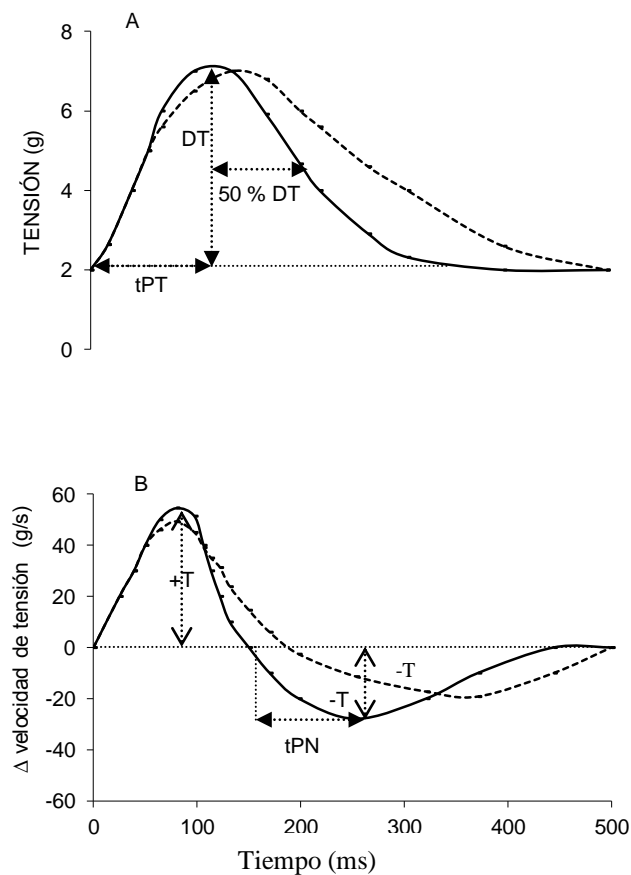 A
8
6
4
2
0
TENSIÓN (g)
DT
50 % DT
tPT
B
60
40
20
0
-20
-40
-60
Δ velocidad de tensión (g/s)
+T
-T
-T
tPN
0 100 200 300 400 500
Tiempo (ms)